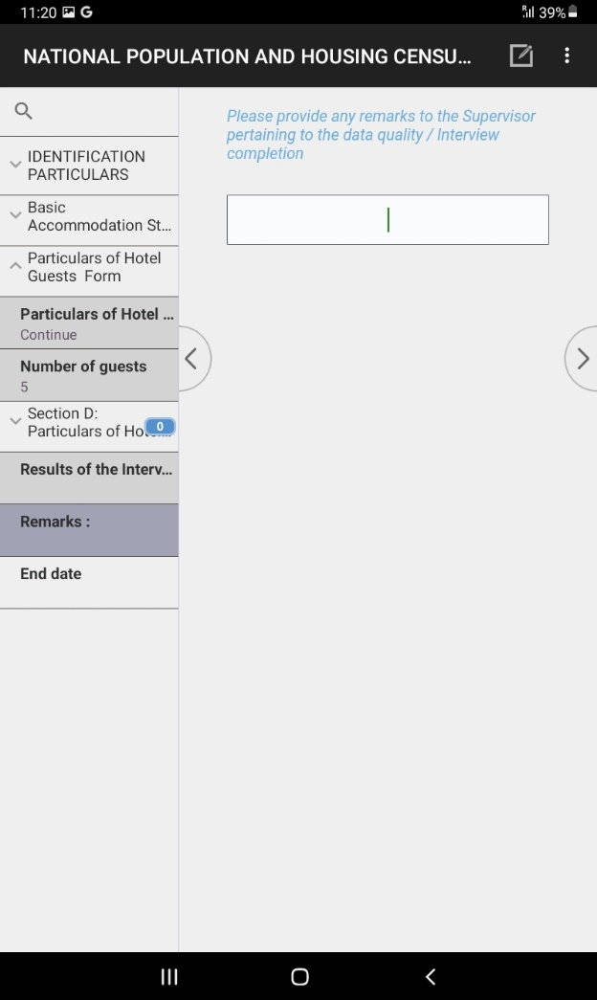 11:20 G R 39%
NATIONAL POPULATION AND HOUSING CENSU...
IDENTIFICATION
PARTICULARS
Basic
Accommodation St...
Particulars of Hotel
Guests Form
Particulars of Hotel ...
Continue
Number of guests
5
Section D:
Particulars of Hot...
0
Results of the Interv...
Remarks :
End date
Please provide any remarks to the Supervisor
pertaining to the data quality / Interview
completion